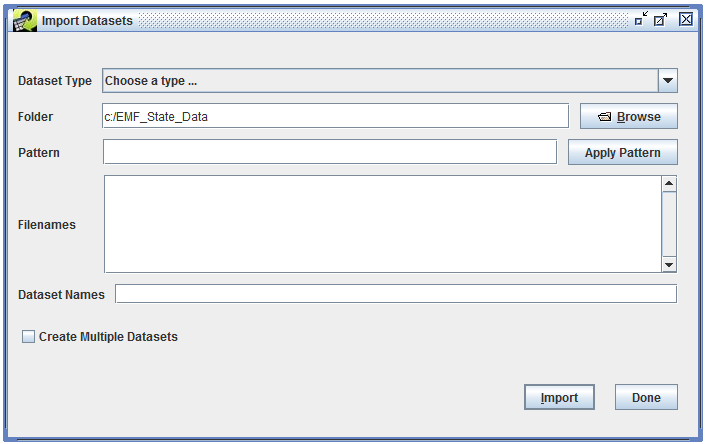 Import Datasets
Dataset Type Choose a type ...
Folder c:/EMF_State_Data Browse
Pattern Apply Pattern
Filenames
Dataset Names
Create Multiple Datasets
Import Done